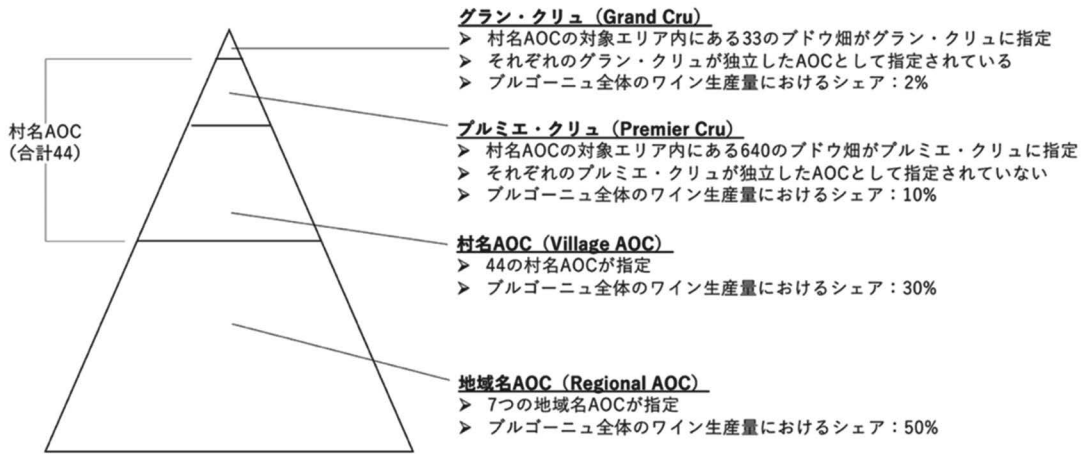 グラン・クリュ（Grand Cru）
➢ 村名AOCの対象エリア内にある33のブドウ畑がグラン・クリュに指定
➢ それぞれのグラン・クリュが独立したAOCとして指定されている
➢ ブルゴーニュ全体のワイン生産量におけるシェア：2%
村名AOC
（合計44）
プルミエ・クリュ（Premier Cru）
➢ 村名AOCの対象エリア内にある640のブドウ畑がプルミエ・クリュに指定
➢ それぞれのプルミエ・クリュが独立したAOCとして指定されていない
➢ ブルゴーニュ全体のワイン生産量におけるシェア：10%
村名AOC（Village AOC）
➢ 44の村名AOCが指定
➢ ブルゴーニュ全体のワイン生産量におけるシェア：30%
地域名AOC（Regional AOC）
➢ 7つの地域名AOCが指定
➢ ブルゴーニュ全体のワイン生産量におけるシェア：50%